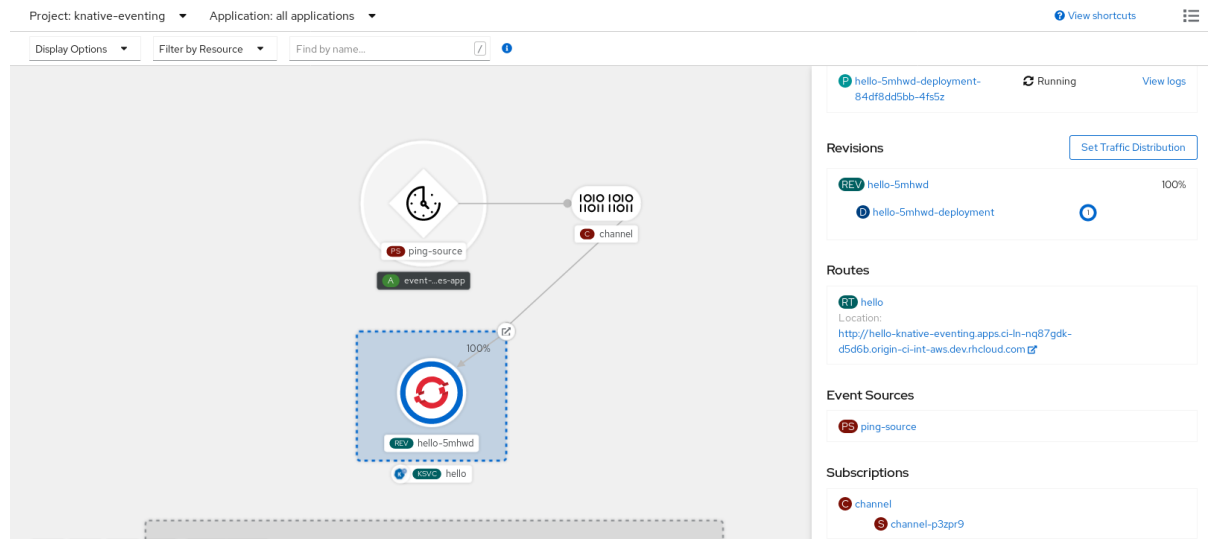 Project: knative-eventing
Application: all applications
View shortcuts
Display Options
Filter by Resource
Find by name...
/
PS ping-source
A event-...es-app
1010 1010
11011 11011
C channel
100%
REV hello-5mhwd
KSVC hello
P hello-5mhwd-deployment-
84df8dd5bb-4fs5z
Running
View logs
Revisions
Set Traffic Distribution
REV hello-5mhwd
100%
D hello-5mhwd-deployment
1
Routes
RT hello
Location:
http://hello-knative-eventing.apps.ci-ln-nq87gdk-
d5d6b.origin-ci-int-aws.dev.rhcloud.com
Event Sources
PS ping-source
Subscriptions
C channel
S channel-p3zpr9